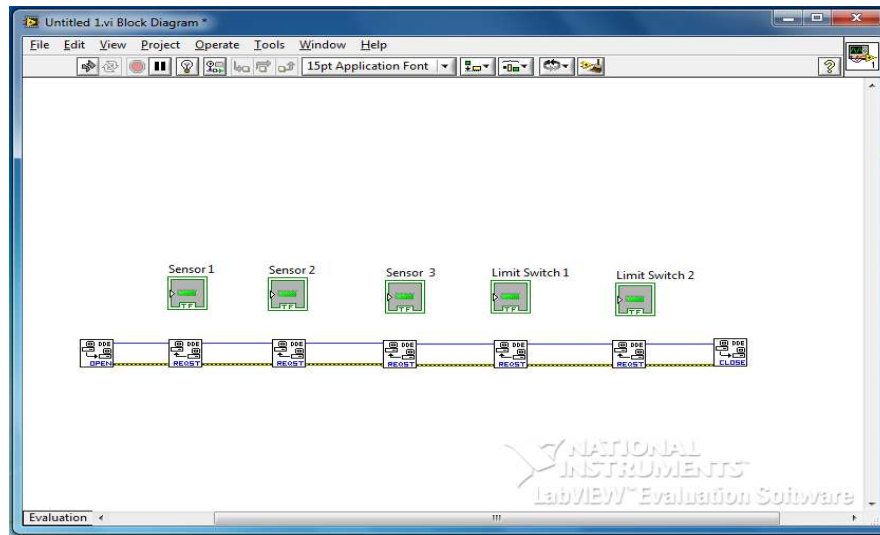 Untitled 1.vi Block Diagram *
File Edit View Project Operate Tools Window Help
15pt Application Font
1
Sensor 1 Sensor 2 Sensor 3 Limit Switch 1 Limit Switch 2
TF TF TF TF TF
DDE DDE DDE DDE DDE DDE DDE
OPEN REQST REQST REQST REQST REQST CLOSE
NATIONAL
INSTRUMENTS
LabVIEW™ Evaluation Software
Evaluation